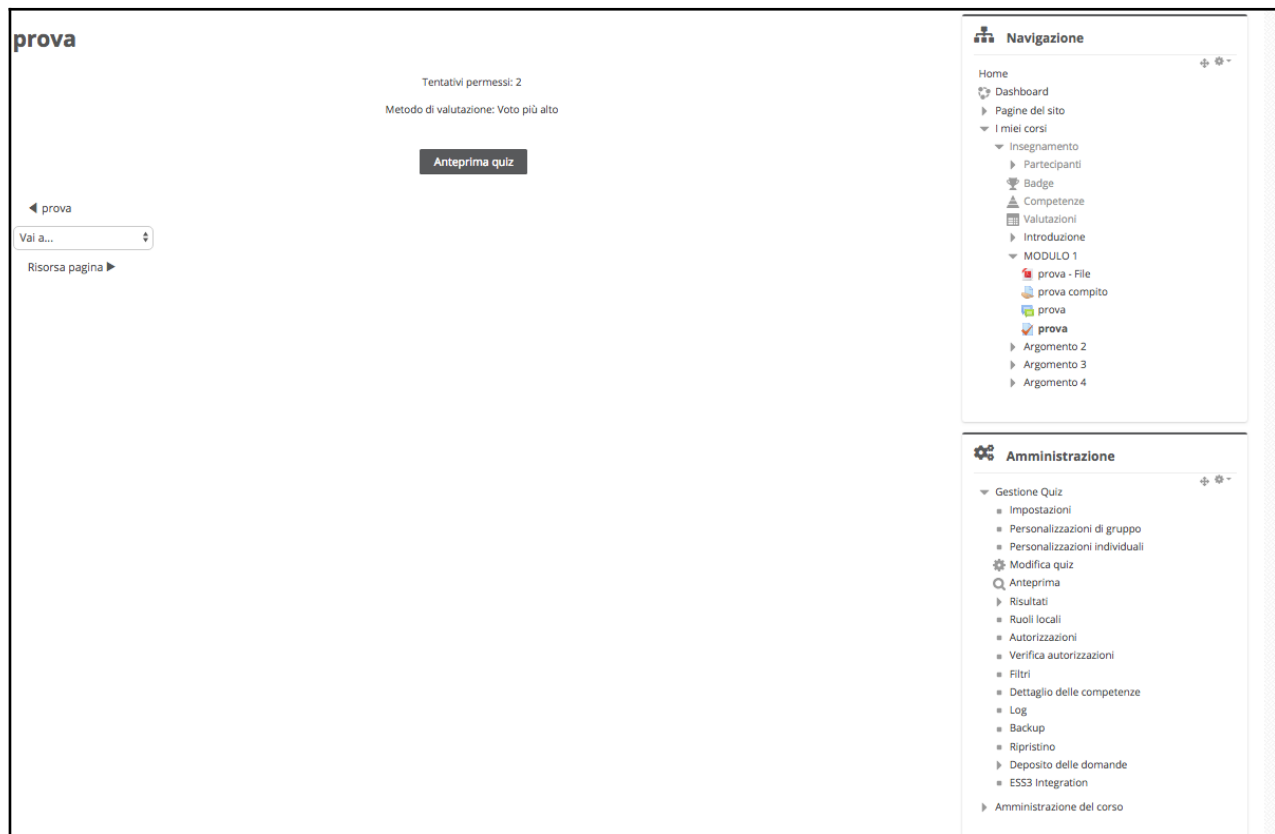 prova
Tentativi permessi: 2
Metodo di valutazione: Voto più alto
Anteprima quiz
prova
Vai a...
Risorsa pagina
Navigazione
Home
Dashboard
Pagine del sito
I miei corsi
Insegnamento
Partecipanti
Badge
Competenze
Valutazioni
Introduzione
MODULO 1
prova - File
prova compito
prova
prova
Argomento 2
Argomento 3
Argomento 4
Amministrazione
Gestione Quiz
Impostazioni
Personalizzazioni di gruppo
Personalizzazioni individuali
Modifica quiz
Anteprima
Risultati
Ruoli locali
Autorizzazioni
Verifica autorizzazioni
Filtri
Dettaglio delle competenze
Log
Backup
Ripristino
Deposito delle domande
ESS3 Integration
Amministrazione del corso